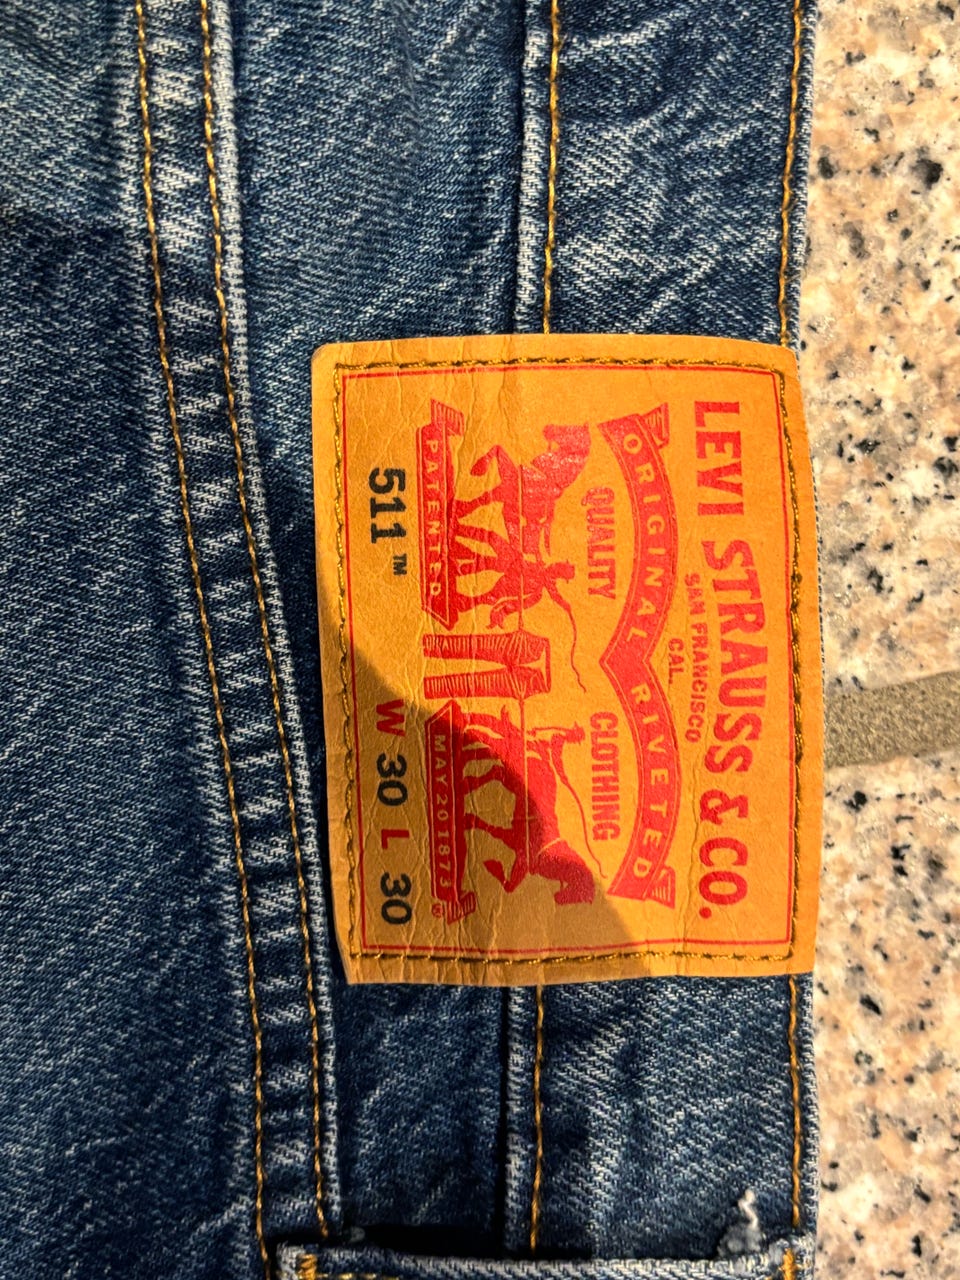 LEVI STRAUSS & CO.
SAN FRANCISCO
CAL.
ORIGINAL RIVETED
QUALITY CLOTHING
PATENTED MAY 20 1873 ®
511™ W 30 L 30